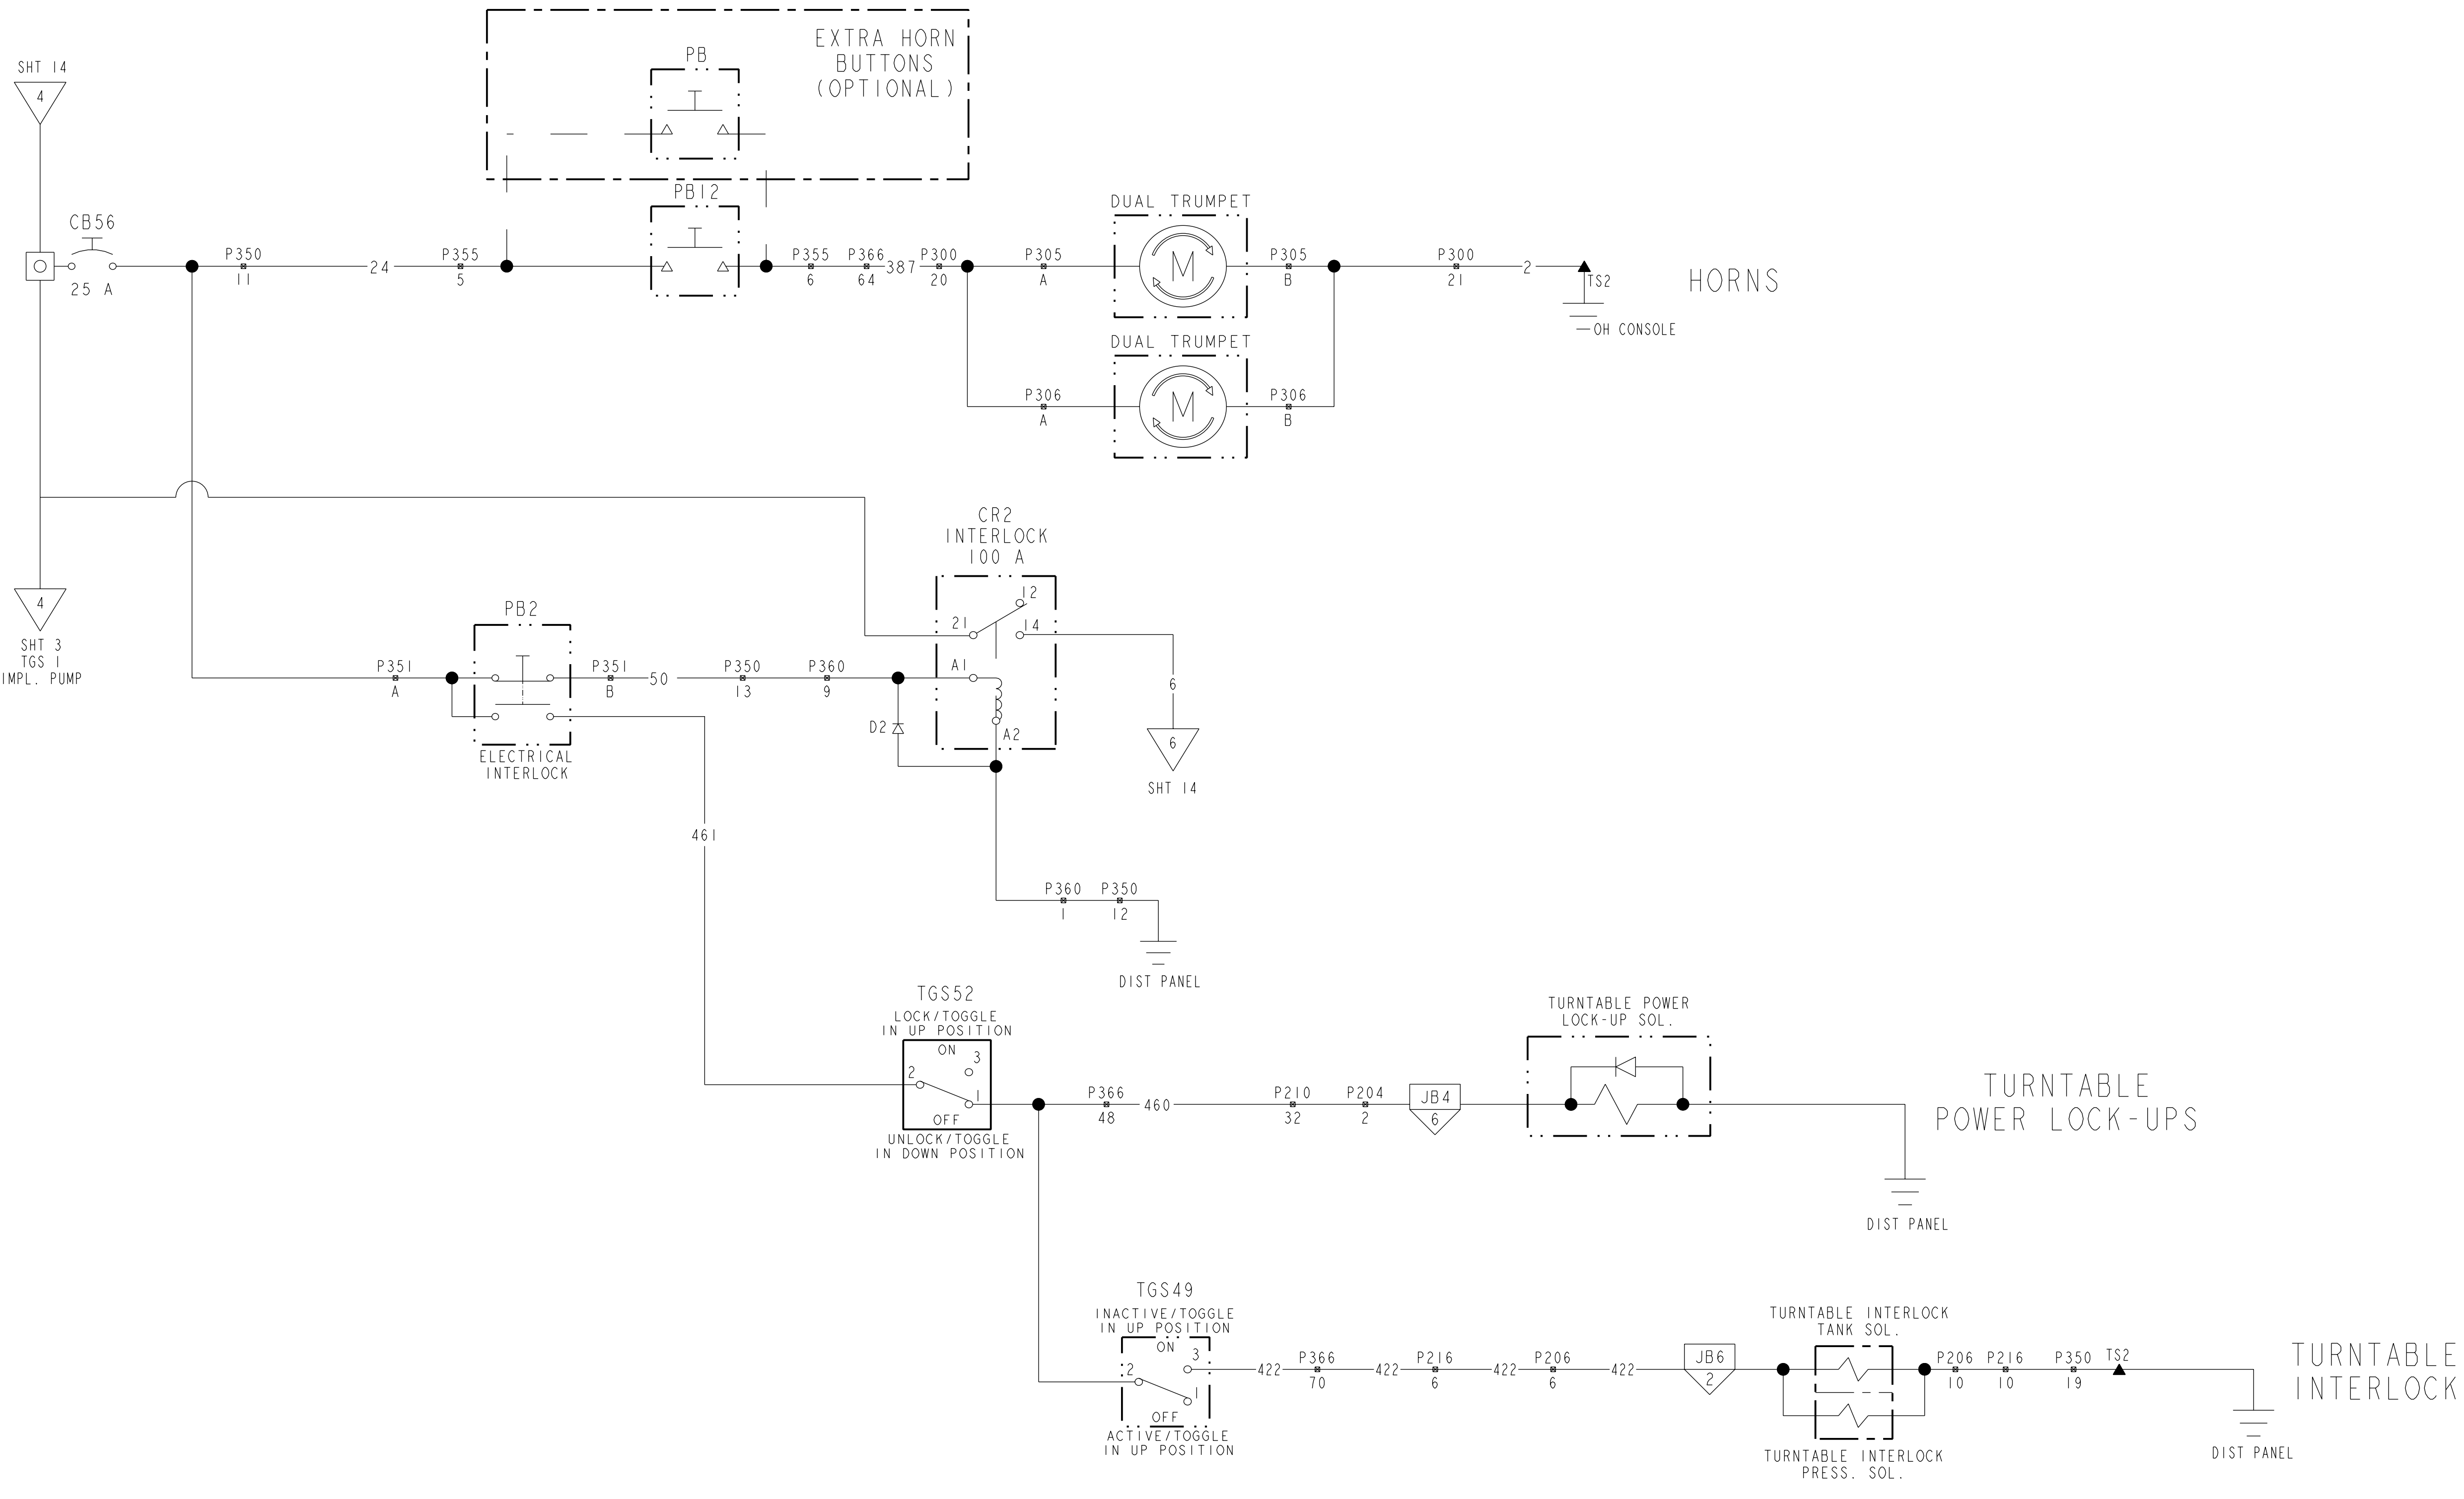 EXTRA HORN
BUTTONS
(OPTIONAL)
PB
SHT 14
4
PB12
CB56
25 A
P350
11
24
P355
5
P355
6
P366
64
387
P300
20
P305
A
DUAL TRUMPET
M
P305
B
P300
21
2
TS2
OH CONSOLE
HORNS
DUAL TRUMPET
P306
A
M
P306
B
4
SHT 3
TGS 1
IMPL. PUMP
CR2
INTERLOCK
100 A
12
21
14
A1
A2
D2
P351
A
PB2
ELECTRICAL
INTERLOCK
P351
B
50
P350
13
P360
9
6
6
SHT 14
461
P360
1
P350
12
DIST PANEL
TGS52
LOCK/TOGGLE
IN UP POSITION
ON
3
2
1
OFF
UNLOCK/TOGGLE
IN DOWN POSITION
P366
48
460
P210
32
P204
2
JB4
6
TURNTABLE POWER
LOCK-UP SOL.
DIST PANEL
TURNTABLE
POWER LOCK-UPS
TGS49
INACTIVE/TOGGLE
IN UP POSITION
ON
3
2
1
OFF
ACTIVE/TOGGLE
IN UP POSITION
422
P366
70
422
P216
6
422
P206
6
422
JB6
2
TURNTABLE INTERLOCK
TANK SOL.
TURNTABLE INTERLOCK
PRESS. SOL.
P206
10
P216
10
P350
19
TS2
DIST PANEL
TURNTABLE
INTERLOCK